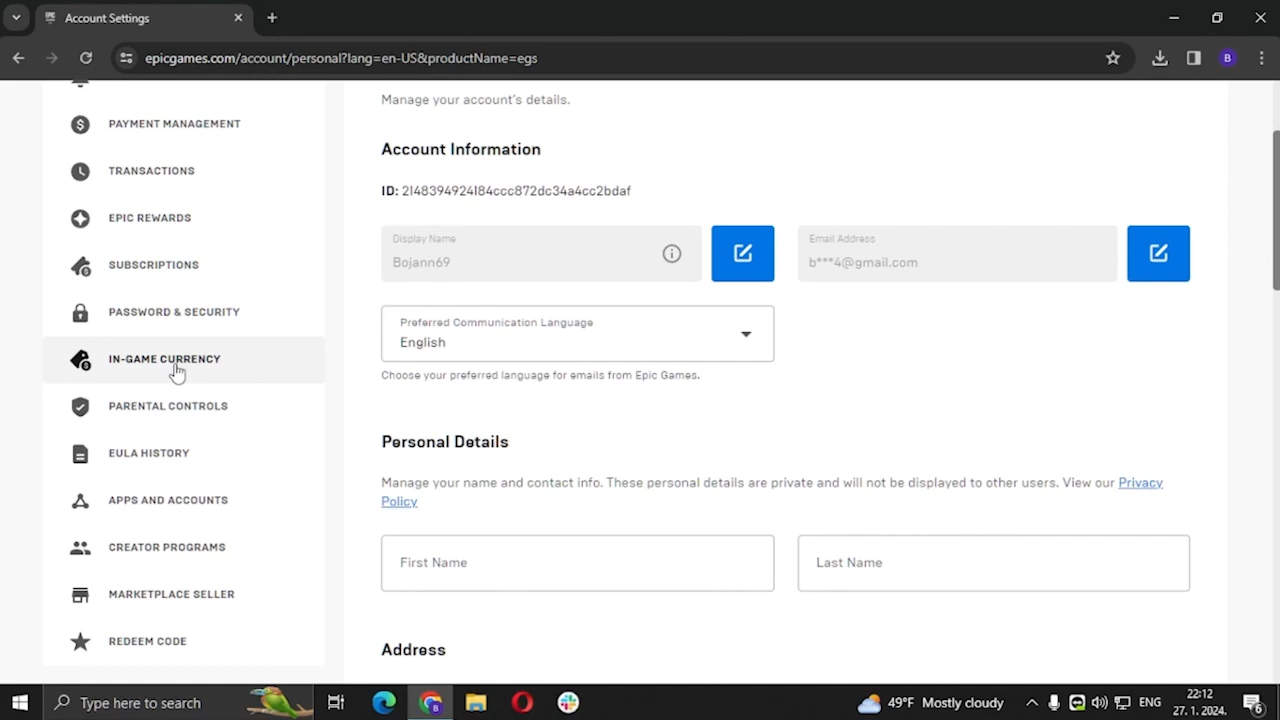 Account Settings
epicgames.com/account/personal?lang=en-US&productName=egs
B
PAYMENT MANAGEMENT
TRANSACTIONS
EPIC REWARDS
SUBSCRIPTIONS
PASSWORD & SECURITY
IN-GAME CURRENCY
PARENTAL CONTROLS
EULA HISTORY
APPS AND ACCOUNTS
CREATOR PROGRAMS
MARKETPLACE SELLER
REDEEM CODE
Manage your account's details.
Account Information
ID: 2148394924184ccc872dc34a4cc2bdaf
Display Name
Bojann69
Email Address
b***4@gmail.com
Preferred Communication Language
English
Choose your preferred language for emails from Epic Games.
Personal Details
Manage your name and contact info. These personal details are private and will not be displayed to other users. View our Privacy
Policy
First Name
Last Name
Address
Type here to search
49°F Mostly cloudy
ENG
22:12
27. 1. 2024.
6